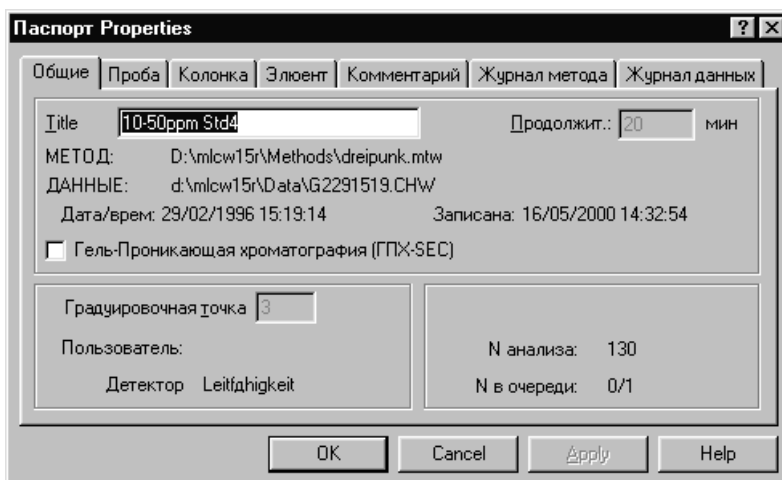 Паспорт Properties
Общие Проба Колонка Элюент Комментарий Журнал метода Журнал данных
Title 10-50ppm Std4 Продолжит.: 20 мин
МЕТОД: D:\mlcw15r\Methods\dreipunk.mtw
ДАННЫЕ: d:\mlcw15r\Data\G2291519.CHW
Дата/врем: 29/02/1996 15:19:14 Записана: 16/05/2000 14:32:54
Гель-Проникающая хроматография (ГПХ-SEC)
Градуировочная точка 3
Пользователь:
N анализа: 130
Детектор Leitfдhigkeit
N в очереди: 0/1
OK Cancel Apply Help